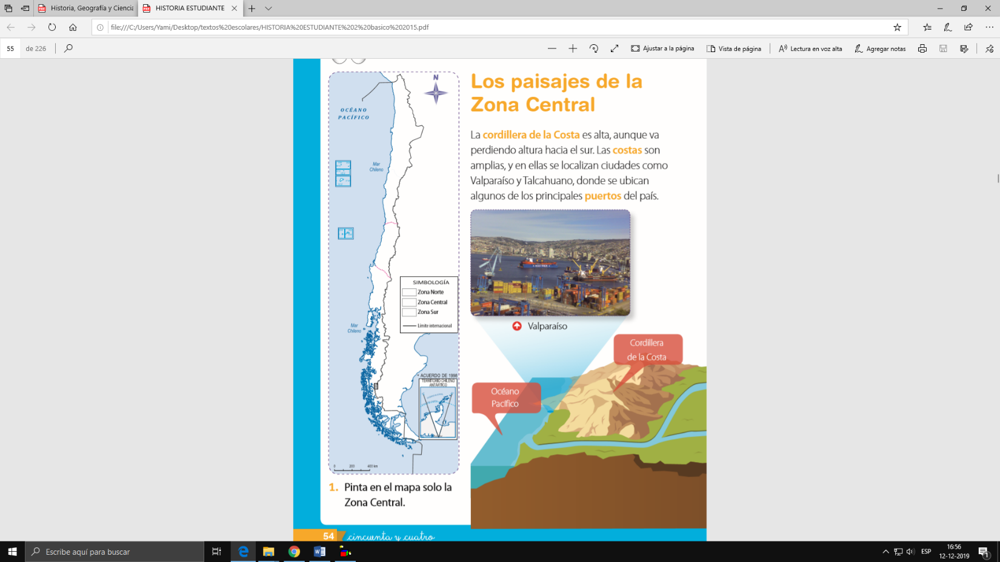 Historia, Geografía y Ciencia
HISTORIA ESTUDIANTE
file:///C:/Users/Yami/Desktop/textos%20escolares/HISTORIA%20ESTUDIANTE%202%20basico%202015.pdf
55 de 226
Ajustar a la página
Vista de página
Lectura en voz alta
Agregar notas
N
OCÉANO
PACÍFICO
Mar
Chileno
SIMBOLOGÍA
Zona Norte
Zona Central
Zona Sur
Límite internacional
Mar
Chileno
* ACUERDO DE 1998
TERRITORIO CHILENO
ANTÁRTICO
0 200 400 km
1. Pinta en el mapa solo la
Zona Central.
Los paisajes de la
Zona Central
La cordillera de la Costa es alta, aunque va
perdiendo altura hacia el sur. Las costas son
amplias, y en ellas se localizan ciudades como
Valparaíso y Talcahuano, donde se ubican
algunos de los principales puertos del país.
Valparaíso
Cordillera
de la Costa
Océano
Pacífico
54 cincuenta y cuatro
Escribe aquí para buscar
ESP
16:56
12-12-2019
1